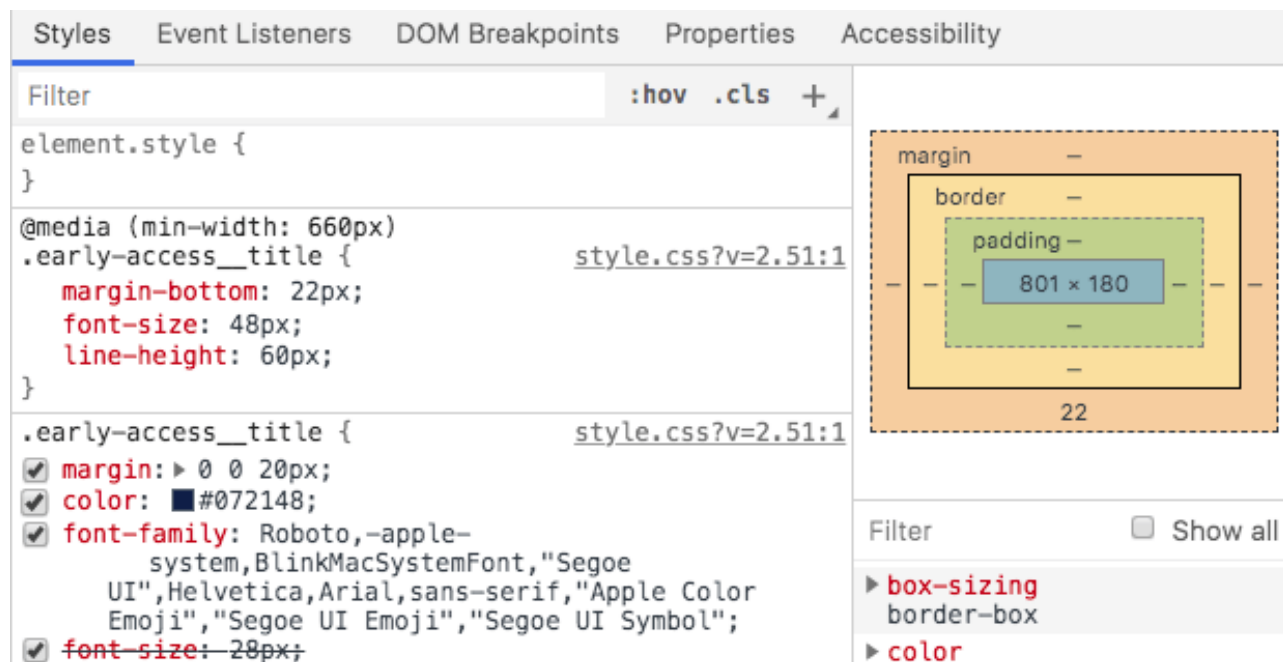 Styles Event Listeners DOM Breakpoints Properties Accessibility
Filter :hov .cls +
element.style {
}
@media (min-width: 660px)
.early-access__title { style.css?v=2.51:1
margin-bottom: 22px;
font-size: 48px;
line-height: 60px;
}
.early-access__title { style.css?v=2.51:1
margin: 0 0 20px;
color: #072148;
font-family: Roboto,-apple-
system,BlinkMacSystemFont,"Segoe
UI",Helvetica,Arial,sans-serif,"Apple Color
Emoji","Segoe UI Emoji","Segoe UI Symbol";
font-size: 28px;
margin –
border –
padding –
– – – 801 × 180 – – –
–
–
22
Filter Show all
box-sizing
border-box
color